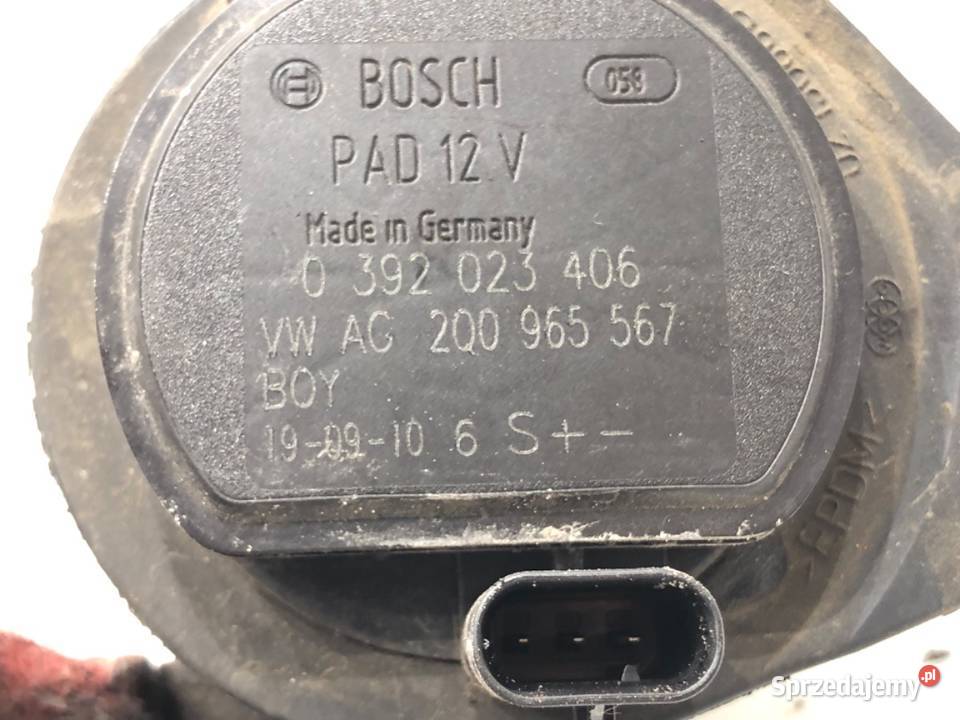 BOSCH 058
PAD 12 V
Made in Germany
0 392 023 406
VW AG 2Q0 965 567
BOY
19-09-10 6 S + -
>EPDM<
Sprzedajemy.pl